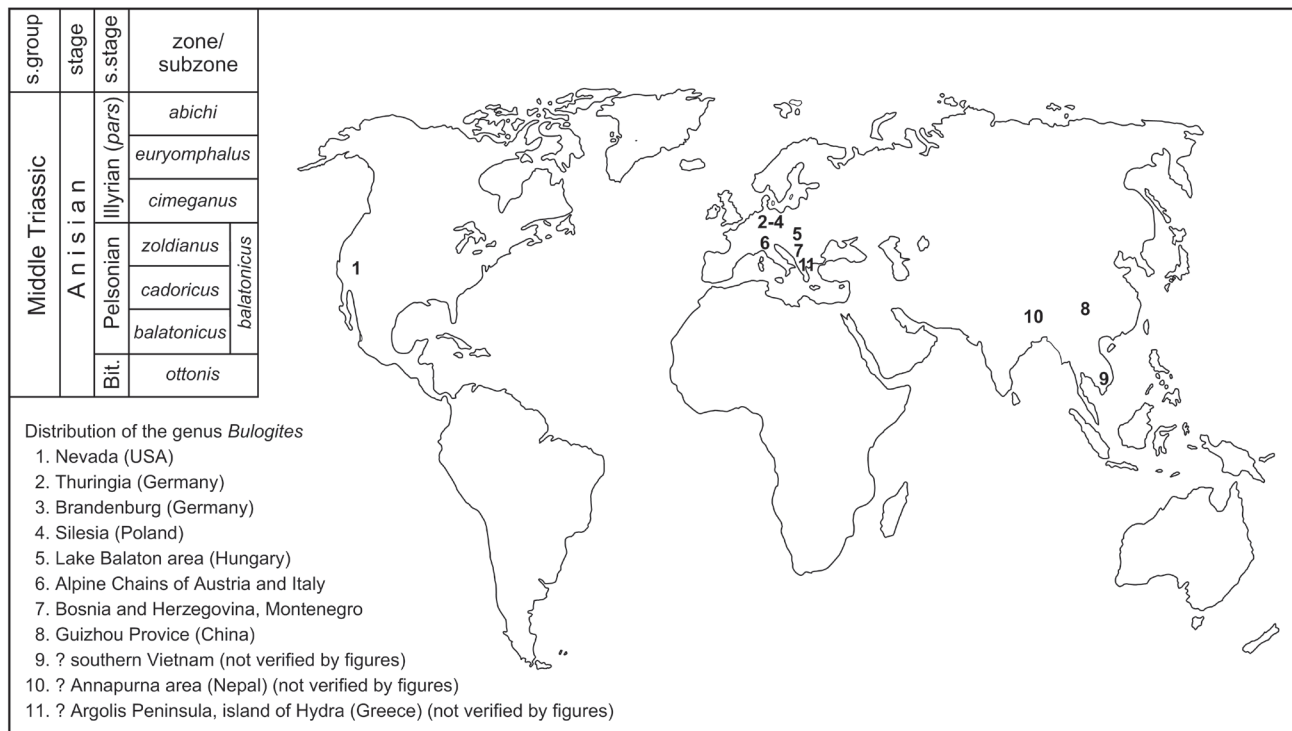 s.group
stage
s.stage
zone/
subzone
Middle Triassic
Anisian
Illyrian (pars)
Pelsonian
Bit.
abichi
euryomphalus
cimeganus
zoldianus
cadoricus
balatonicus
balatonicus
ottonis
1
2-4
5
6
7
11
10
8
9
Distribution of the genus Bulogites
1. Nevada (USA)
2. Thuringia (Germany)
3. Brandenburg (Germany)
4. Silesia (Poland)
5. Lake Balaton area (Hungary)
6. Alpine Chains of Austria and Italy
7. Bosnia and Herzegovina, Montenegro
8. Guizhou Provice (China)
9. ? southern Vietnam (not verified by figures)
10. ? Annapurna area (Nepal) (not verified by figures)
11. ? Argolis Peninsula, island of Hydra (Greece) (not verified by figures)